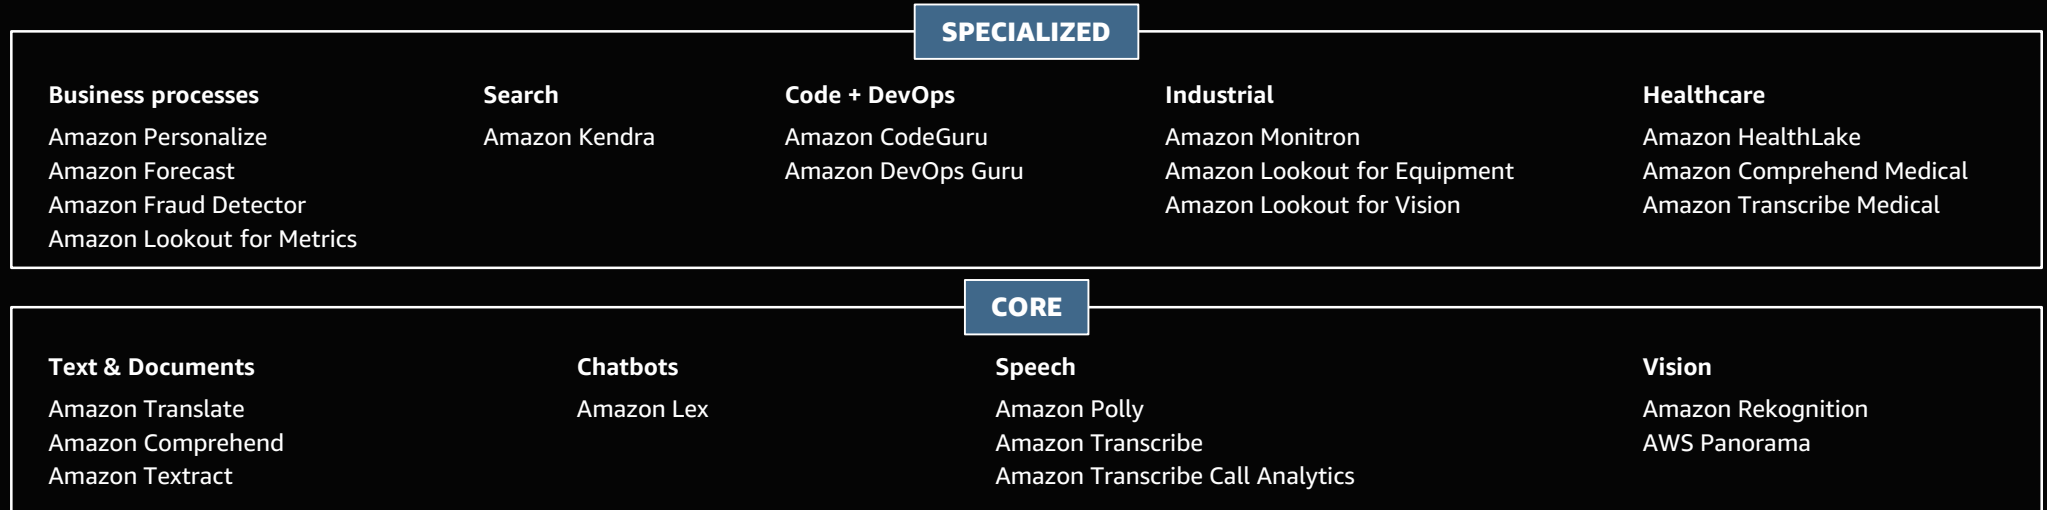 SPECIALIZED
Business processes
Amazon Personalize
Amazon Forecast
Amazon Fraud Detector
Amazon Lookout for Metrics
Search
Amazon Kendra
Code + DevOps
Amazon CodeGuru
Amazon DevOps Guru
Industrial
Amazon Monitron
Amazon Lookout for Equipment
Amazon Lookout for Vision
Healthcare
Amazon HealthLake
Amazon Comprehend Medical
Amazon Transcribe Medical
CORE
Text & Documents
Amazon Translate
Amazon Comprehend
Amazon Textract
Chatbots
Amazon Lex
Speech
Amazon Polly
Amazon Transcribe
Amazon Transcribe Call Analytics
Vision
Amazon Rekognition
AWS Panorama